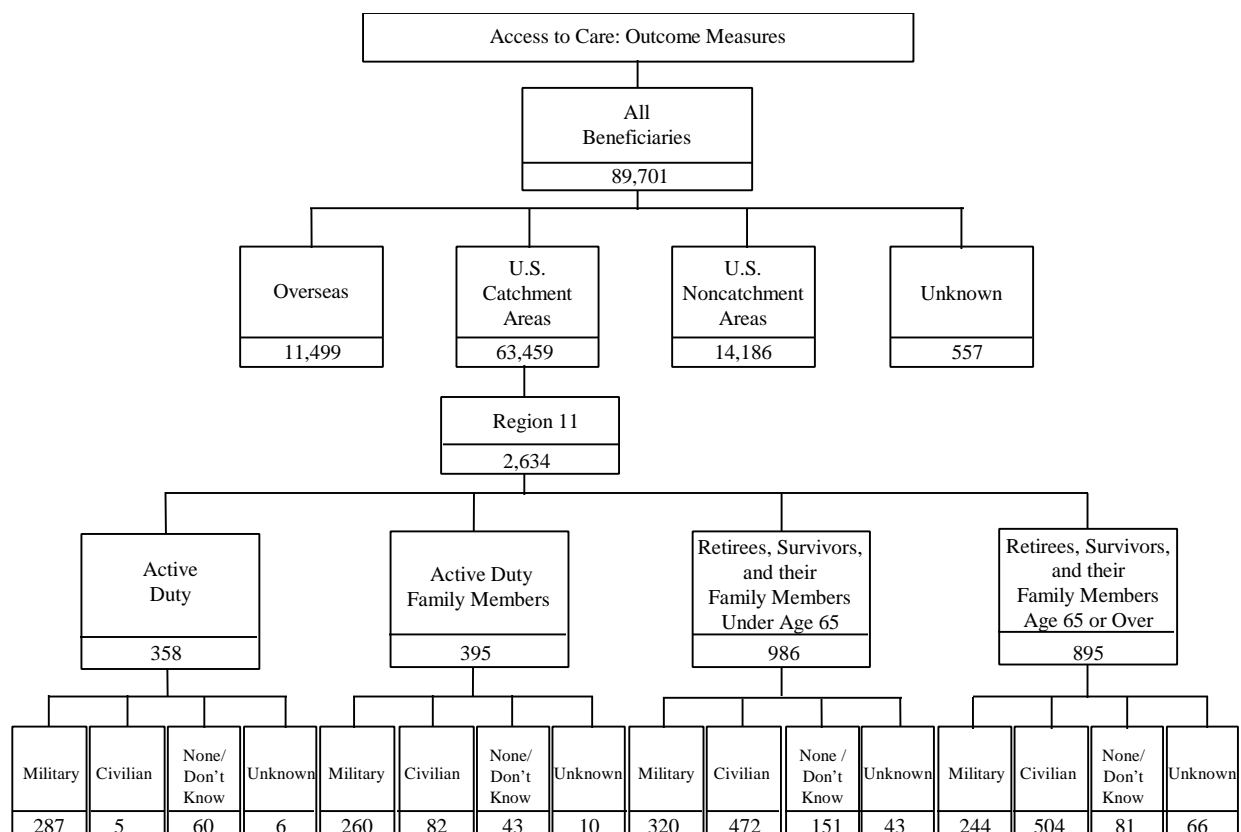 Access to Care: Outcome Measures
All
Beneficiaries
89,701
Overseas
11,499
U.S.
Catchment
Areas
63,459
U.S.
Noncatchment
Areas
14,186
Unknown
557
Region 11
2,634
Active
Duty
358
Active Duty
Family Members
395
Retirees, Survivors,
and their
Family Members
Under Age 65
986
Retirees, Survivors,
and their
Family Members
Age 65 or Over
895
Military
287
Civilian
5
None/
Don't
Know
60
Unknown
6
Military
260
Civilian
82
None/
Don't
Know
43
Unknown
10
Military
320
Civilian
472
None /
Don't
Know
151
Unknown
43
Military
244
Civilian
504
None/
Don't
Know
81
Unknown
66